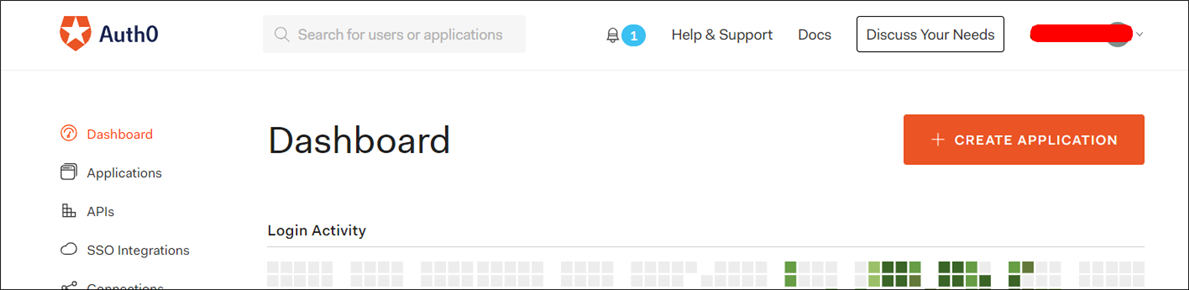 Auth0
Search for users or applications
1
Help & Support
Docs
Discuss Your Needs
Dashboard
Applications
APIs
SSO Integrations
Connections
Dashboard
+ CREATE APPLICATION
Login Activity